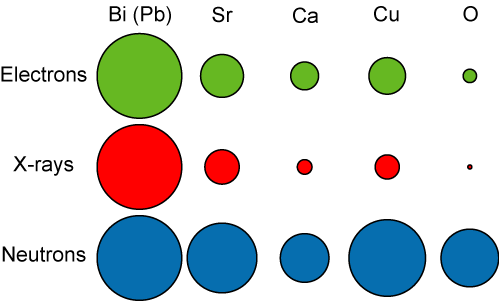 Bi (Pb) Sr Ca Cu O
Electrons
X-rays
Neutrons